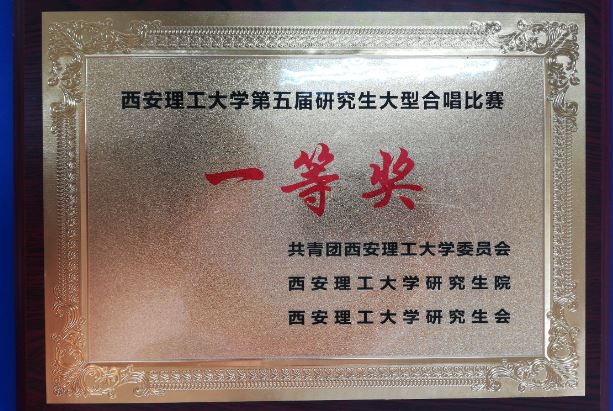 西安理工大学第五届研究生大型合唱比赛
一等奖
共青团西安理工大学委员会
西安理工大学研究生院
西安理工大学研究生会